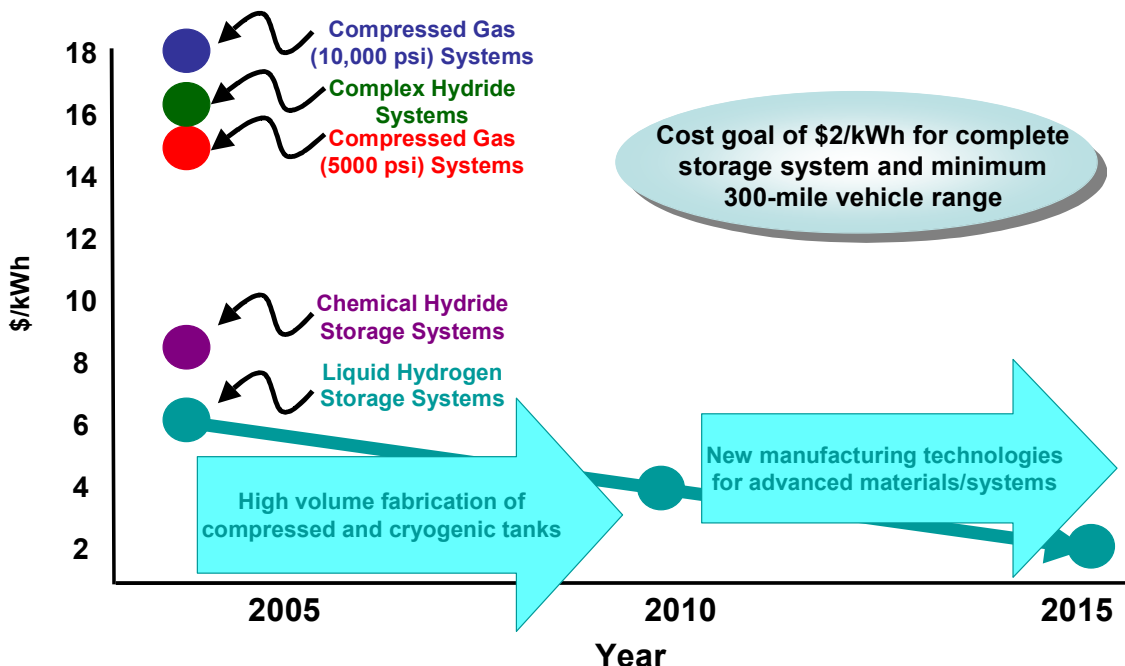 Compressed Gas
(10,000 psi) Systems
Complex Hydride
Systems
Compressed Gas
(5000 psi) Systems
Cost goal of $2/kWh for complete
storage system and minimum
300-mile vehicle range
Chemical Hydride
Storage Systems
Liquid Hydrogen
Storage Systems
New manufacturing technologies
for advanced materials/systems
High volume fabrication of
compressed and cryogenic tanks
$/kWh
18
16
14
12
10
8
6
4
2
2005
2010
2015
Year